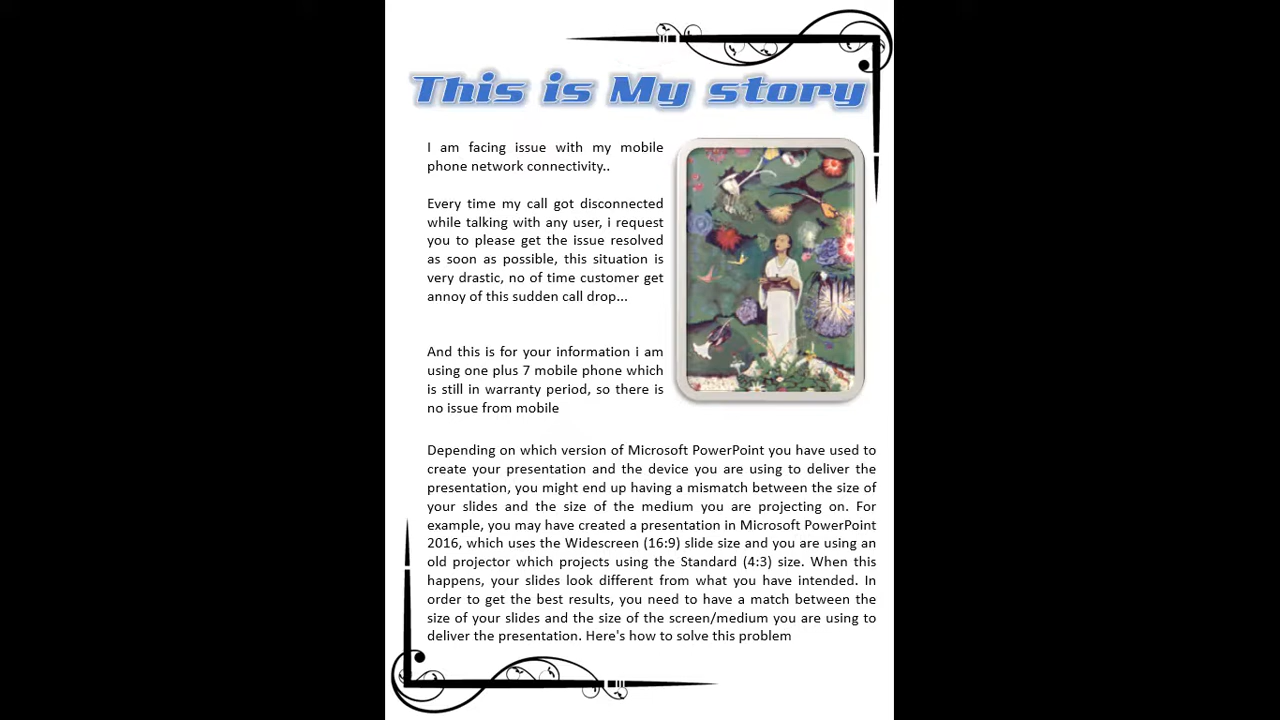 This is My story
I am facing issue with my mobile
phone network connectivity..
Every time my call got disconnected
while talking with any user, i request
you to please get the issue resolved
as soon as possible, this situation is
very drastic, no of time customer get
annoy of this sudden call drop...
And this is for your information i am
using one plus 7 mobile phone which
is still in warranty period, so there is
no issue from mobile
Depending on which version of Microsoft PowerPoint you have used to
create your presentation and the device you are using to deliver the
presentation, you might end up having a mismatch between the size of
your slides and the size of the medium you are projecting on. For
example, you may have created a presentation in Microsoft PowerPoint
2016, which uses the Widescreen (16:9) slide size and you are using an
old projector which projects using the Standard (4:3) size. When this
happens, your slides look different from what you have intended. In
order to get the best results, you need to have a match between the
size of your slides and the size of the screen/medium you are using to
deliver the presentation. Here's how to solve this problem